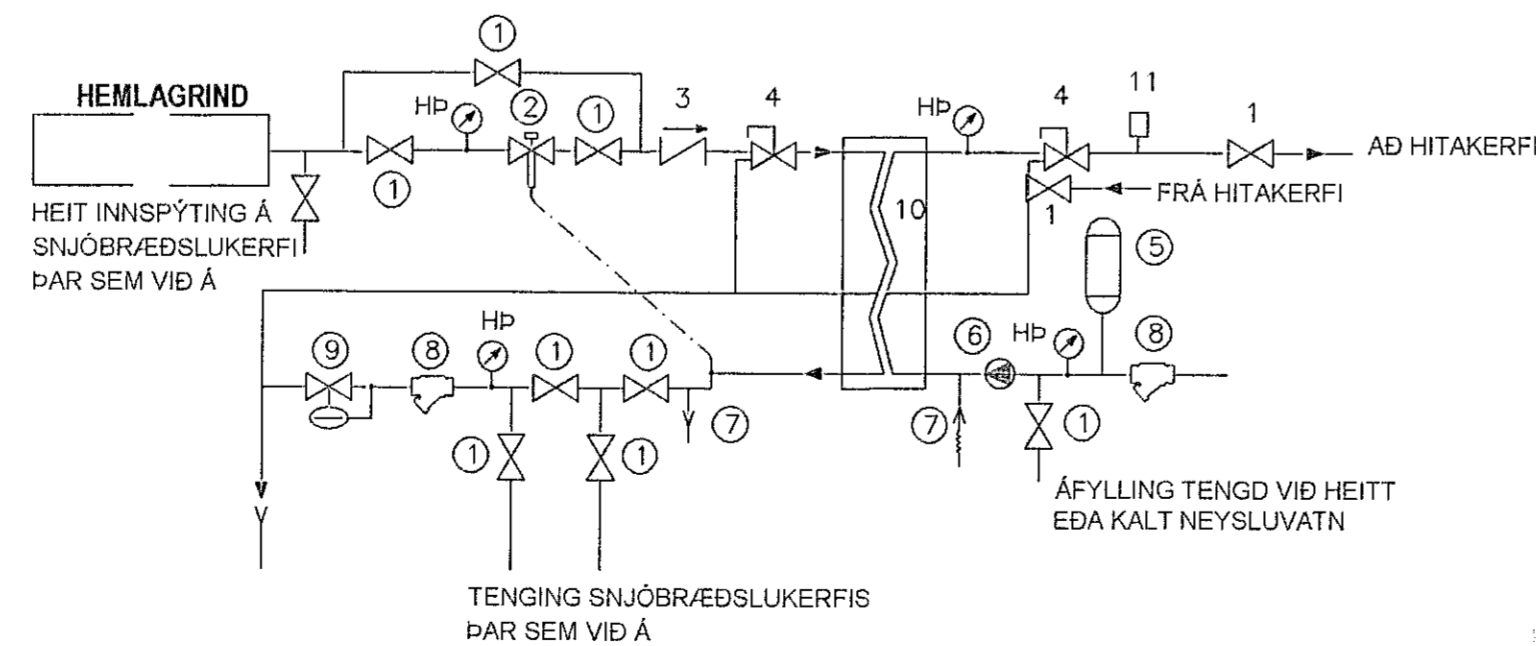 1
HEMLAGRIND
HÞ
2
1
3
4
HÞ
4
11
1
AÐ HITAKERFI
1
HEIT INNSPÝTING Á
SNJÓBRÆÐSLUKERFI
ÞAR SEM VIÐ Á
10
1
FRÁ HITAKERFI
5
9
8
HÞ
1
1
6
HÞ
8
7
7
1
1
1
ÁFYLLING TENGD VIÐ HEITT
EÐA KALT NEYSLUVATN
TENGING SNJÓBRÆÐSLUKERFIS
ÞAR SEM VIÐ Á